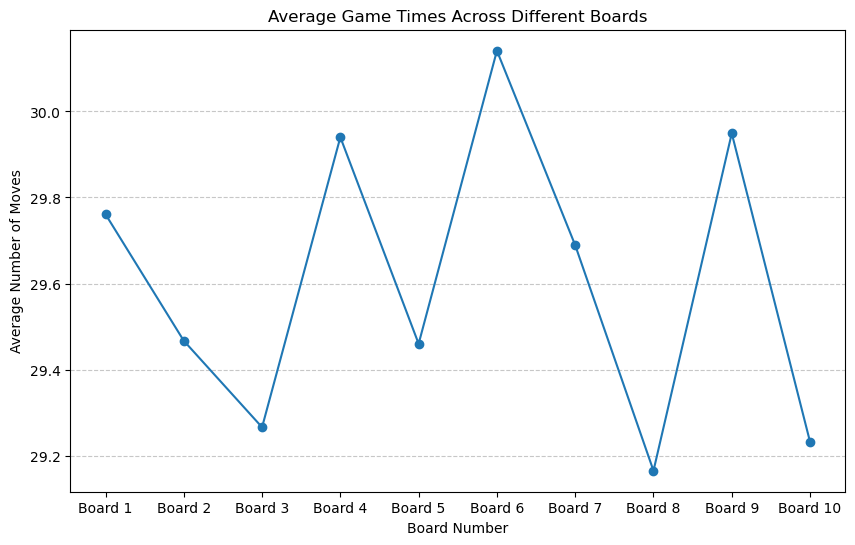 Average Game Times Across Different Boards
Average Number of Moves
30.0
29.8
29.6
29.4
29.2
Board 1 Board 2 Board 3 Board 4 Board 5 Board 6 Board 7 Board 8 Board 9 Board 10
Board Number